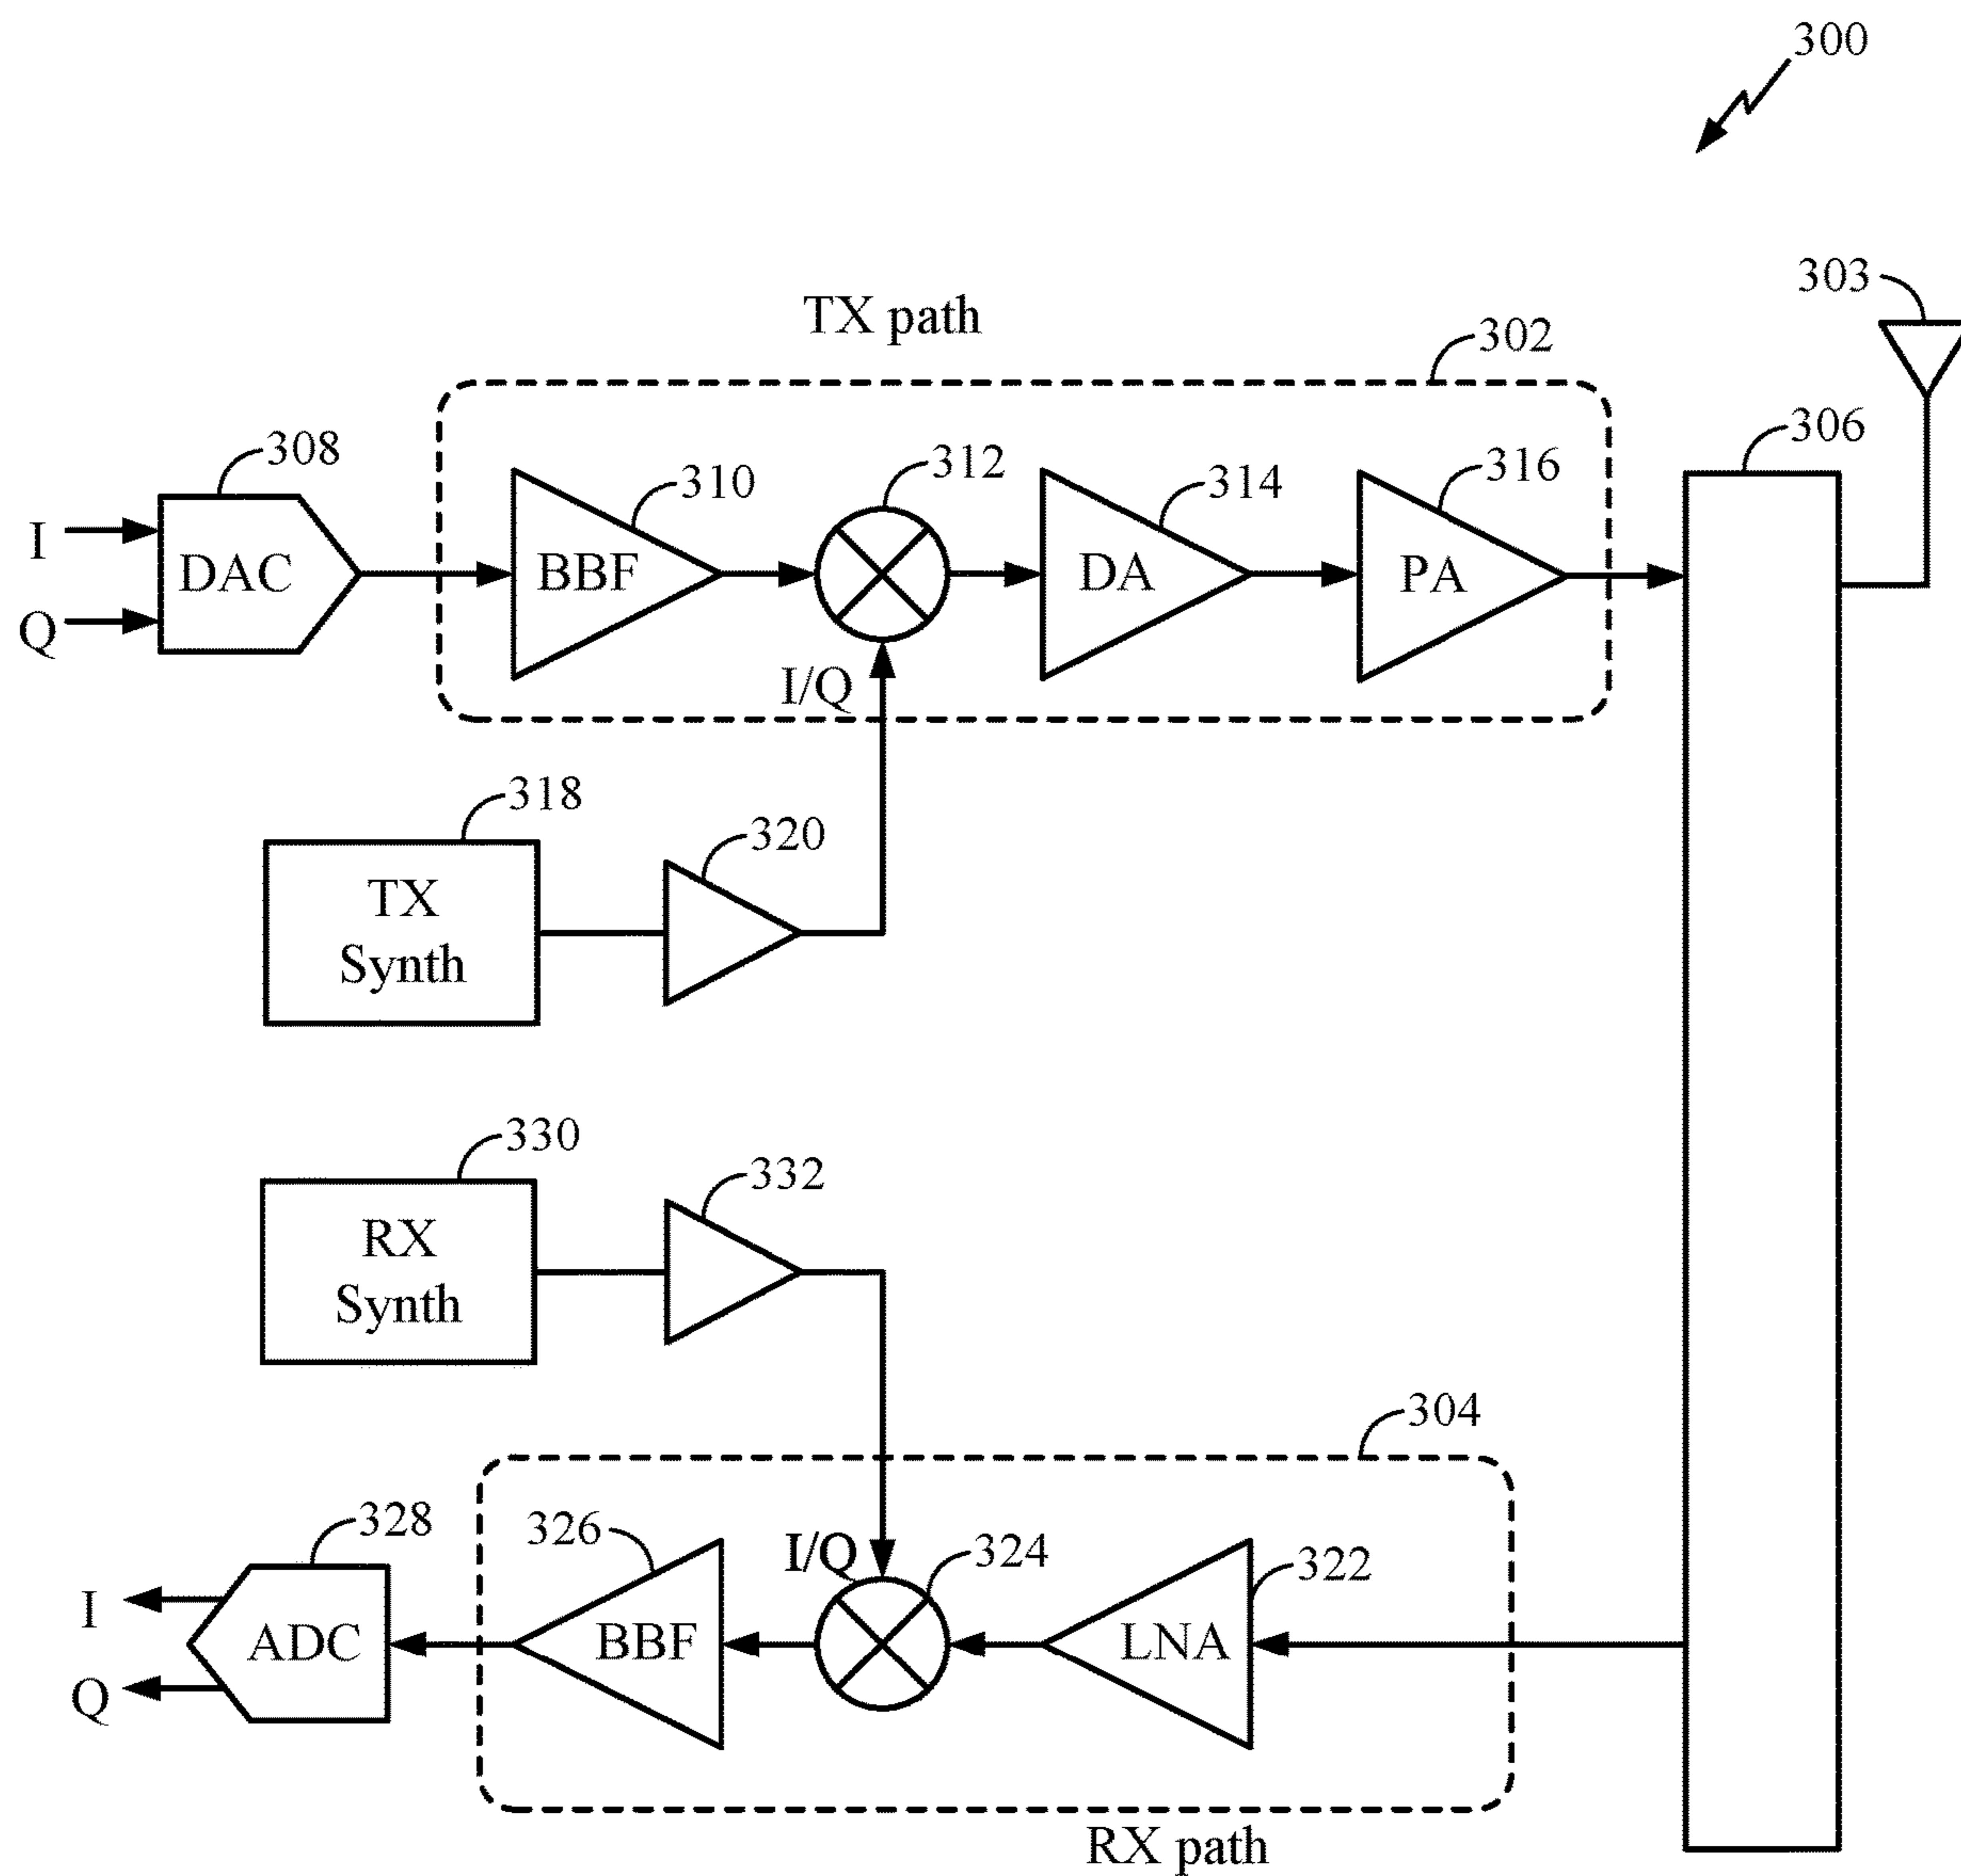 300
303
TX path
302
308
310
312
314
316
306
I
DAC
BBF
DA
PA
Q
I/Q
318
320
TX
Synth
330
332
RX
Synth
304
328
326
I/Q
324
322
I
ADC
BBF
LNA
Q
RX path